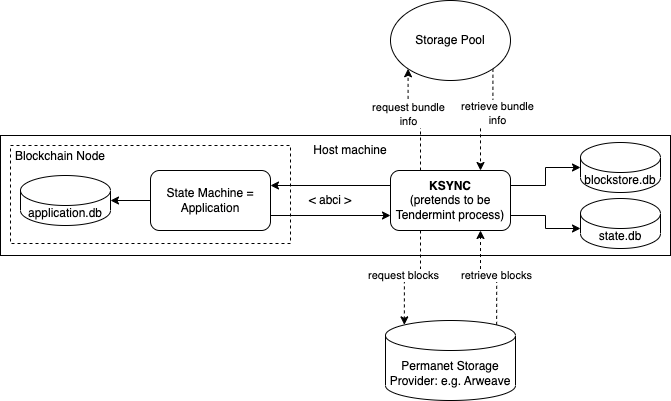 Storage Pool
request bundle
info
retrieve bundle
info
Host machine
Blockchain Node
application.db
State Machine =
Application
< abci >
KSYNC
(pretends to be
Tendermint process)
blockstore.db
state.db
request blocks
retrieve blocks
Permanet Storage
Provider: e.g. Arweave